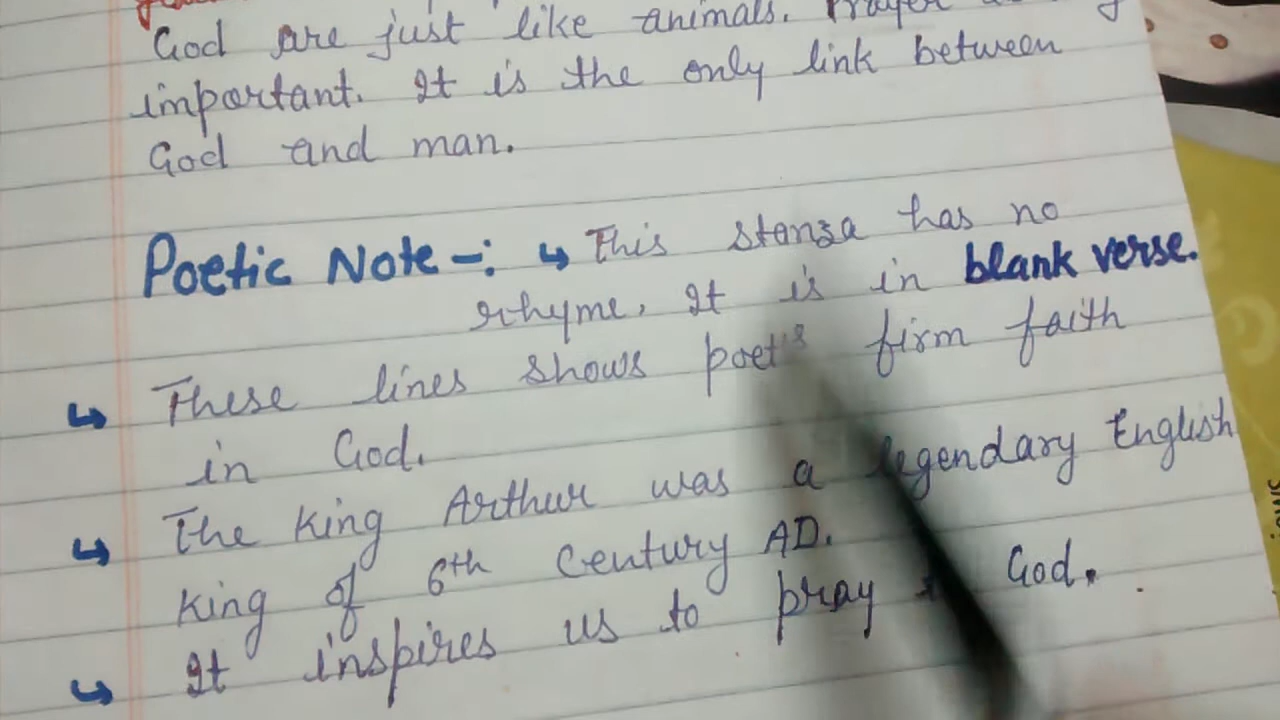 God are just like animals. Prayer
important. It is the only link between
God and man.
Poetic Note -: ↳ This stanza has no
rhyme, It is in blank verse.
↳ These lines shows poet's firm faith
in God.
↳ The King Arthur was a legendary English
King of 6th Century AD.
↳ It inspires us to pray God.